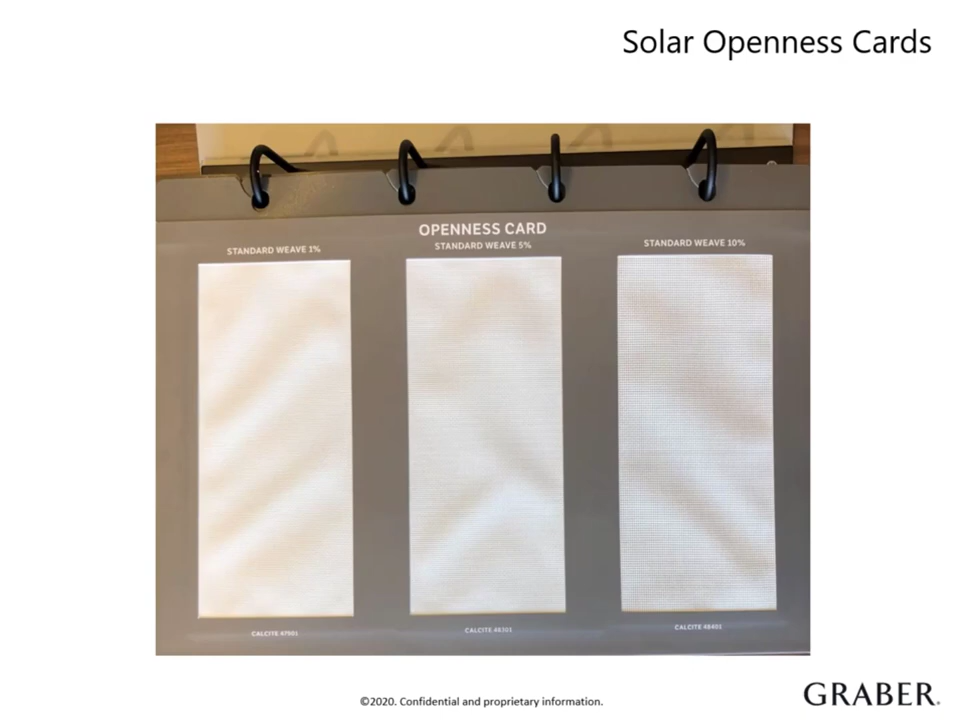 Solar Openness Cards
OPENNESS CARD
STANDARD WEAVE 1%
STANDARD WEAVE 5%
STANDARD WEAVE 10%
CALCITE 47901
CALCITE 48301
CALCITE 48401
©2020. Confidential and proprietary information.
GRABER.